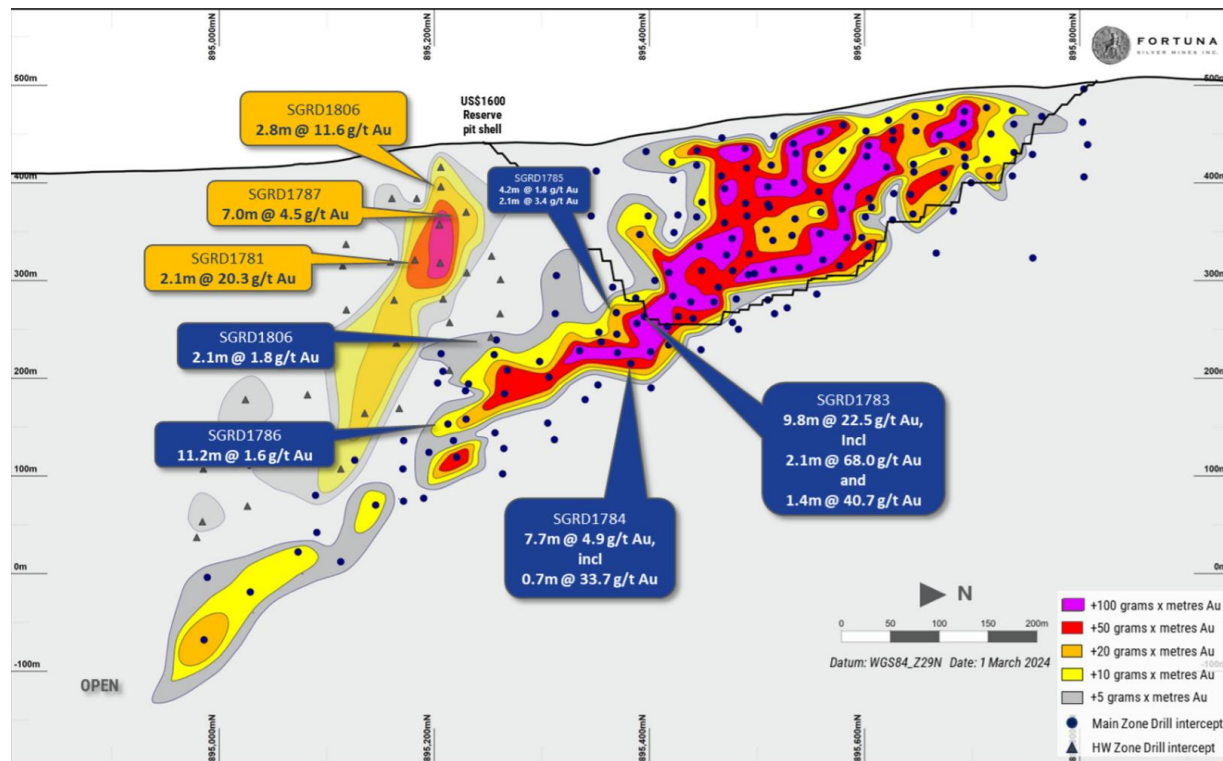 895,000mN
895,200mN
895,400mN
895,600mN
895,800mN
FORTUNA
SILVER MINES INC.
500m
500m
400m
400m
300m
300m
200m
200m
100m
100m
0m
0m
-100m
-100m
US$1600
Reserve
pit shell
SGRD1806
2.8m @ 11.6 g/t Au
SGRD1787
7.0m @ 4.5 g/t Au
SGRD1781
2.1m @ 20.3 g/t Au
SGRD1785
4.2m @ 1.8 g/t Au
2.1m @ 3.4 g/t Au
SGRD1806
2.1m @ 1.8 g/t Au
SGRD1786
11.2m @ 1.6 g/t Au
SGRD1783
9.8m @ 22.5 g/t Au,
Incl
2.1m @ 68.0 g/t Au
and
1.4m @ 40.7 g/t Au
SGRD1784
7.7m @ 4.9 g/t Au,
incl
0.7m @ 33.7 g/t Au
OPEN
N
0 50 100 150 200m
Datum: WGS84_Z29N Date: 1 March 2024
+100 grams x metres Au
+50 grams x metres Au
+20 grams x metres Au
+10 grams x metres Au
+5 grams x metres Au
Main Zone Drill intercept
HW Zone Drill intercept
895,000mN
895,200mN
895,400mN
895,600mN